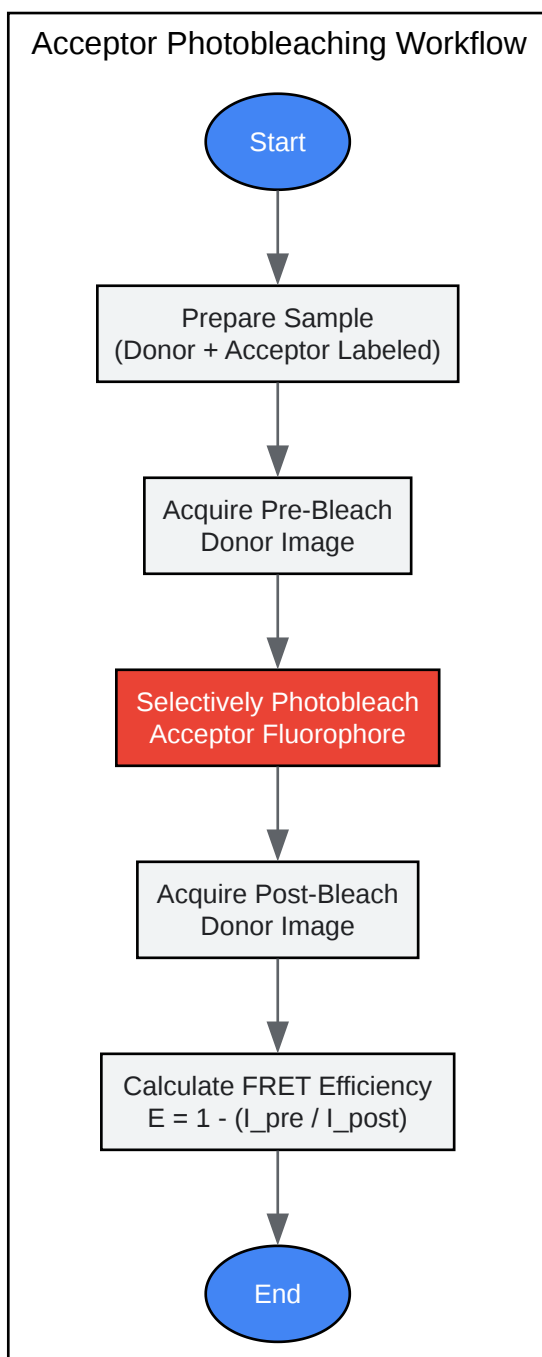 Acceptor Photobleaching Workflow
Start
Prepare Sample
(Donor + Acceptor Labeled)
Acquire Pre-Bleach
Donor Image
Selectively Photobleach
Acceptor Fluorophore
Acquire Post-Bleach
Donor Image
Calculate FRET Efficiency
E = 1 - (I_pre / I_post)
End